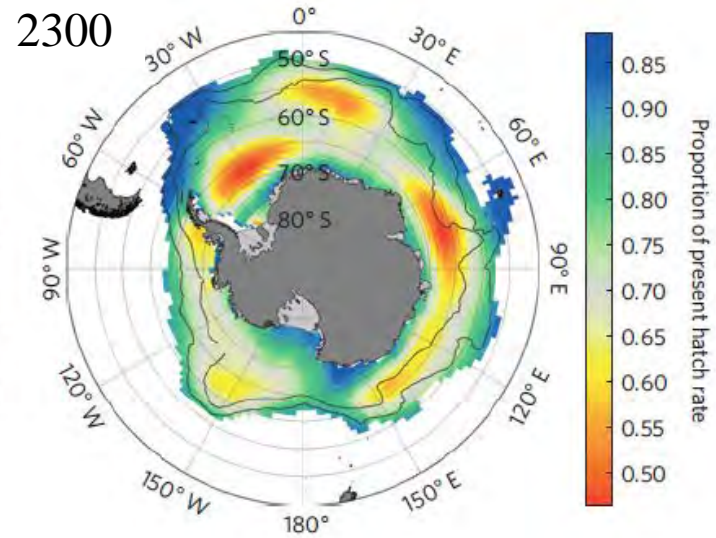 2300
0°
30° W
30° E
50° S
60° S
60° W
60° E
70° S
80° S
90° W
90° E
120° W
120° E
150° W
150° E
180°
0.85
0.90
0.85
0.80
0.75
0.70
0.65
0.60
0.55
0.50
Proportion of present hatch rate